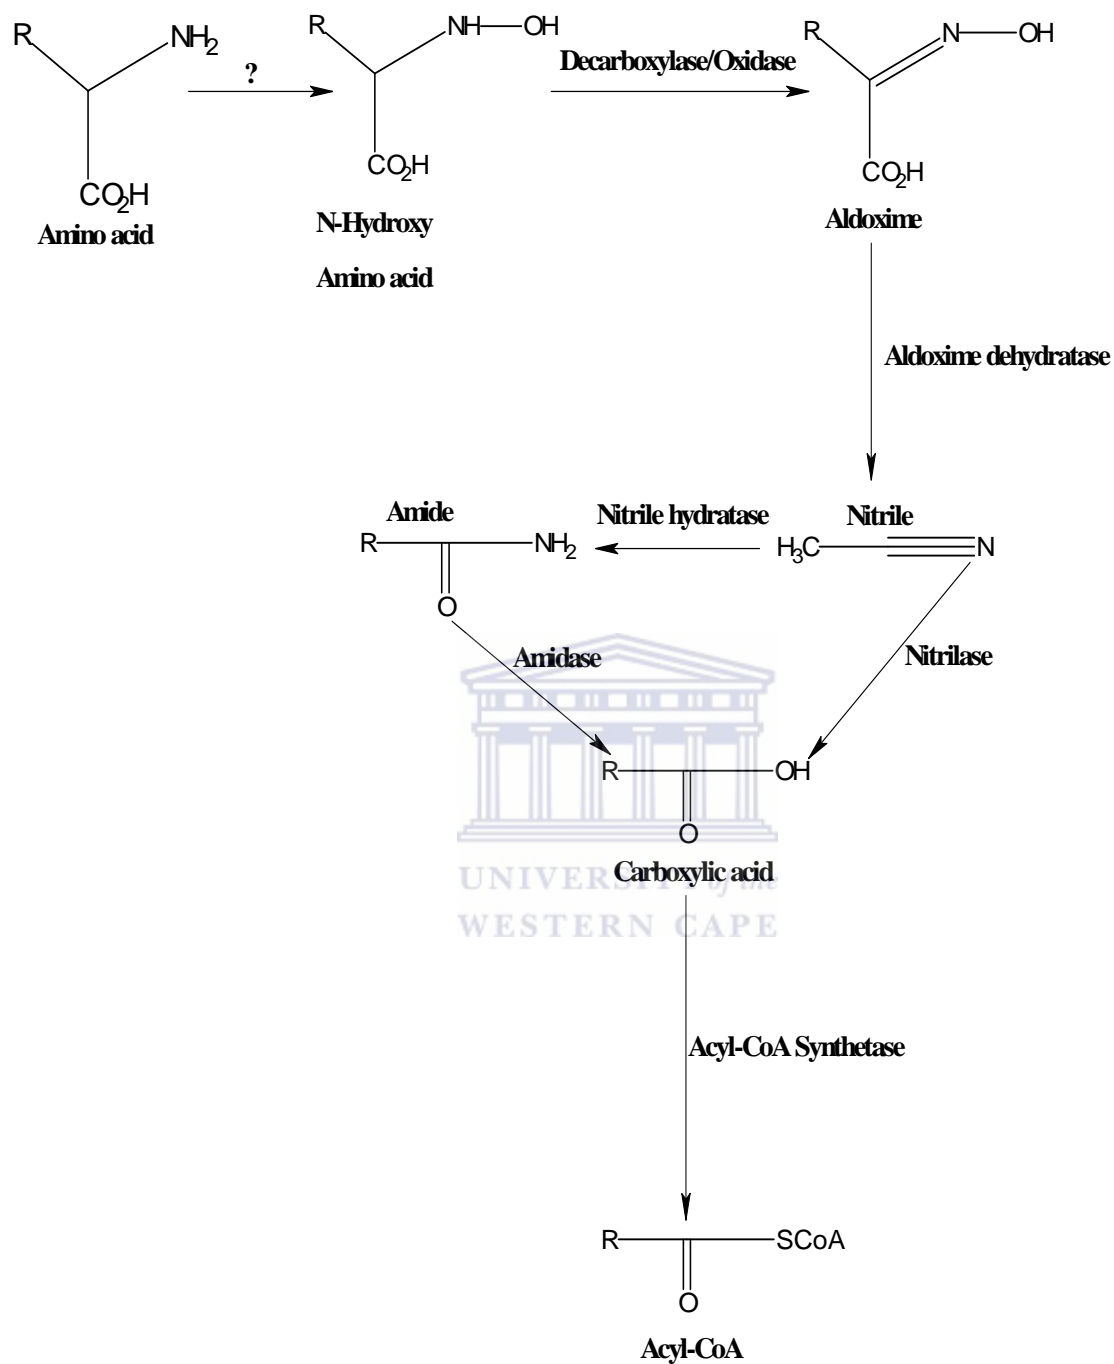 R
NH2
CO2H
Amino acid
?
R
NH
OH
CO2H
N-Hydroxy
Amino acid
Decarboxylase/Oxidase
R
N
OH
CO2H
Aldoxime
Aldoxime dehydratase
Amide
R
NH2
O
Nitrile hydratase
Nitrile
H3C
N
Amidase
Nitrilase
R
OH
O
Carboxylic acid
UNIVERSITY of the
WESTERN CAPE
Acyl-CoA Synthetase
R
SCoA
O
Acyl-CoA